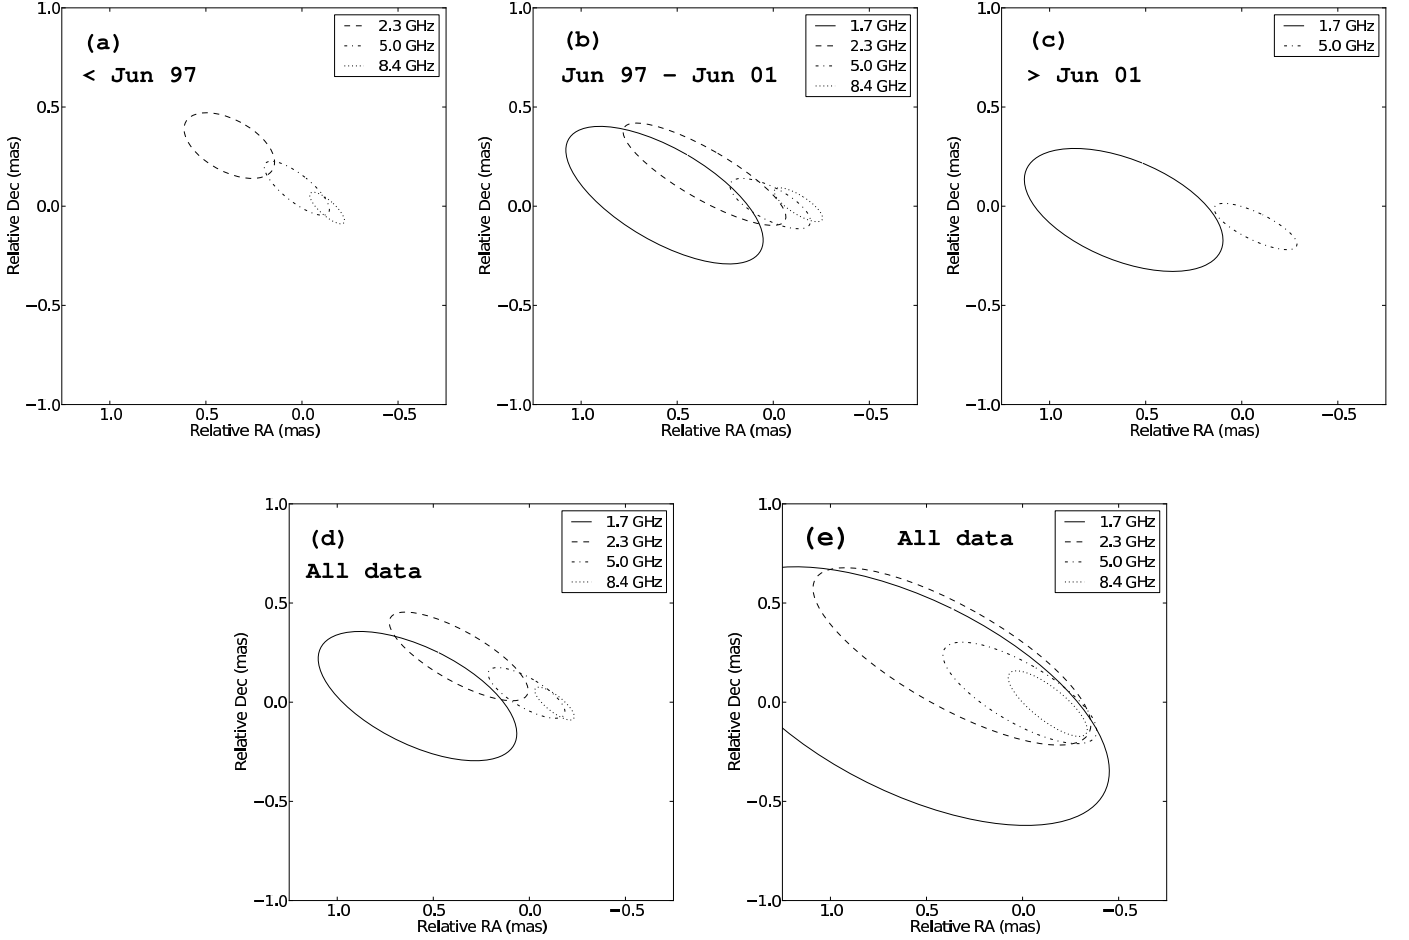 (a)
< Jun 97
2.3 GHz
5.0 GHz
8.4 GHz
1.0
0.5
0.0
−0.5
−1.0
Relative Dec (mas)
1.0 0.5 0.0 −0.5
Relative RA (mas)
(b)
Jun 97 − Jun 01
1.7 GHz
2.3 GHz
5.0 GHz
8.4 GHz
1.0
0.5
0.0
−0.5
−1.0
Relative Dec (mas)
1.0 0.5 0.0 −0.5
Relative RA (mas)
(c)
> Jun 01
1.7 GHz
5.0 GHz
1.0
0.5
0.0
−0.5
−1.0
Relative Dec (mas)
1.0 0.5 0.0 −0.5
Relative RA (mas)
(d)
All data
1.7 GHz
2.3 GHz
5.0 GHz
8.4 GHz
1.0
0.5
0.0
−0.5
−1.0
Relative Dec (mas)
1.0 0.5 0.0 −0.5
Relative RA (mas)
(e) All data
1.7 GHz
2.3 GHz
5.0 GHz
8.4 GHz
1.0
0.5
0.0
−0.5
−1.0
Relative Dec (mas)
1.0 0.5 0.0 −0.5
Relative RA (mas)